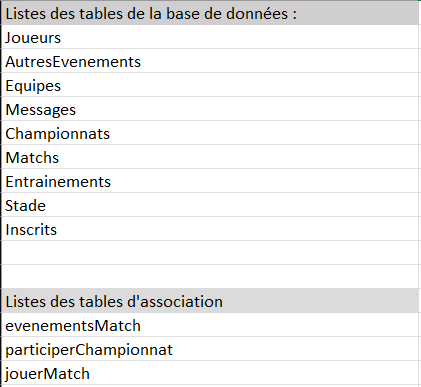 Listes des tables de la base de données :
Joueurs
AutresEvenements
Equipes
Messages
Championnats
Matchs
Entrainements
Stade
Inscrits
Listes des tables d'association
evenementsMatch
participerChampionnat
jouerMatch